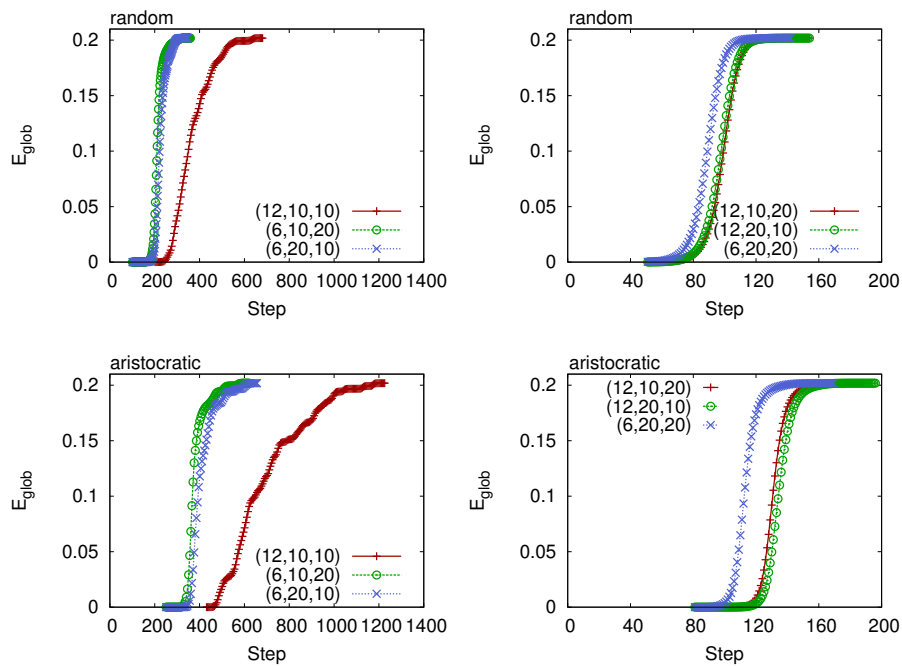 random
0.2
0.15
0.1
0.05
0
E_glob
(12,10,10)
(6,10,20)
(6,20,10)
0 200 400 600 800 1000 1200 1400
Step
random
0.2
0.15
0.1
0.05
0
E_glob
(12,10,20)
(12,20,10)
(6,20,20)
0 40 80 120 160 200
Step
aristocratic
0.2
0.15
0.1
0.05
0
E_glob
(12,10,10)
(6,10,20)
(6,20,10)
0 200 400 600 800 1000 1200 1400
Step
aristocratic
0.2
0.15
0.1
0.05
0
E_glob
(12,10,20)
(12,20,10)
(6,20,20)
0 40 80 120 160 200
Step